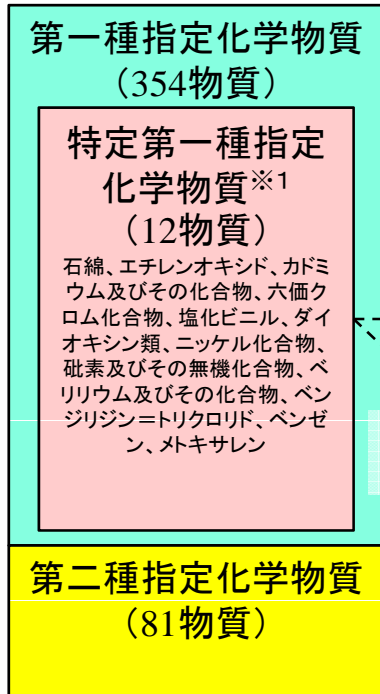 第一種指定化学物質
(354物質)
特定第一種指定
化学物質※1
(12物質)
石綿、エチレンオキシド、カドミ
ウム及びその化合物、六価ク
ロム化合物、塩化ビニル、ダイ
オキシン類、ニッケル化合物、
砒素及びその無機化合物、ベ
リリウム及びその化合物、ベン
ジリジン＝トリクロリド、ベンゼ
ン、メトキサレン
第二種指定化学物質
(81物質)